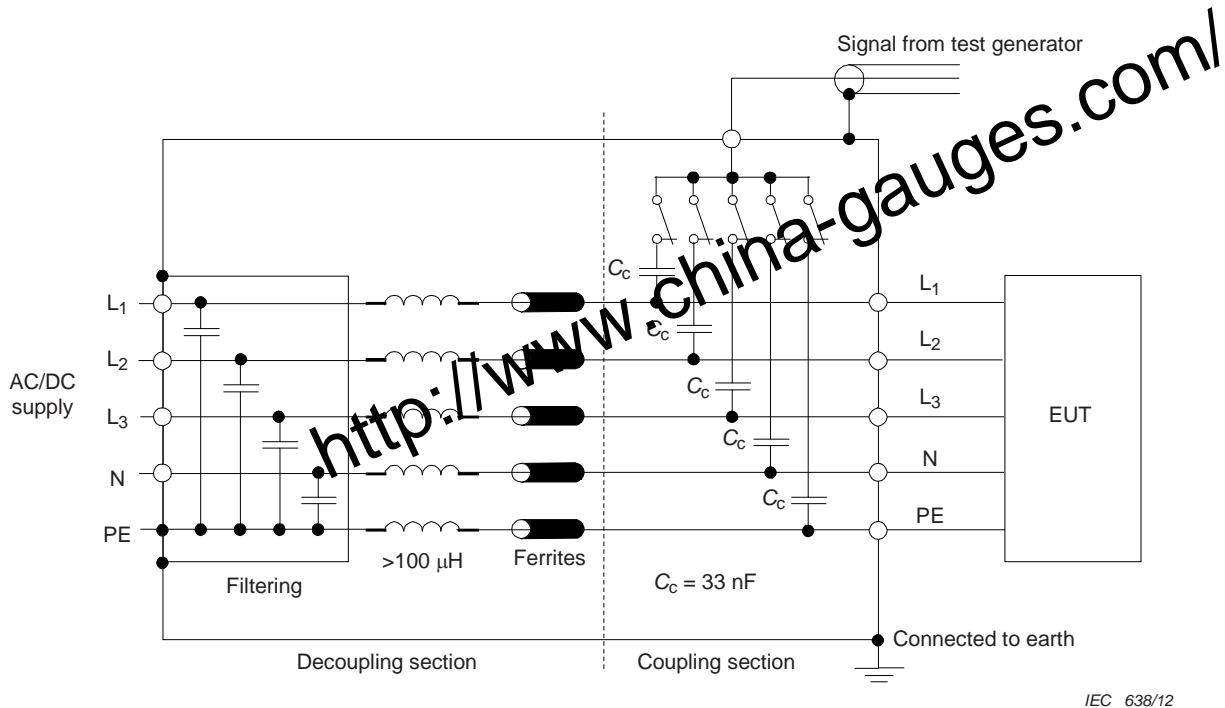 Signal from test generator
http://www.china-gauges.com/
AC/DC
supply
L1
L2
L3
N
PE
Cc
Cc
Cc
Cc
Cc
L1
L2
L3
N
PE
EUT
>100 μH
Ferrites
Filtering
Cc = 33 nF
Decoupling section
Coupling section
Connected to earth
IEC 638/12